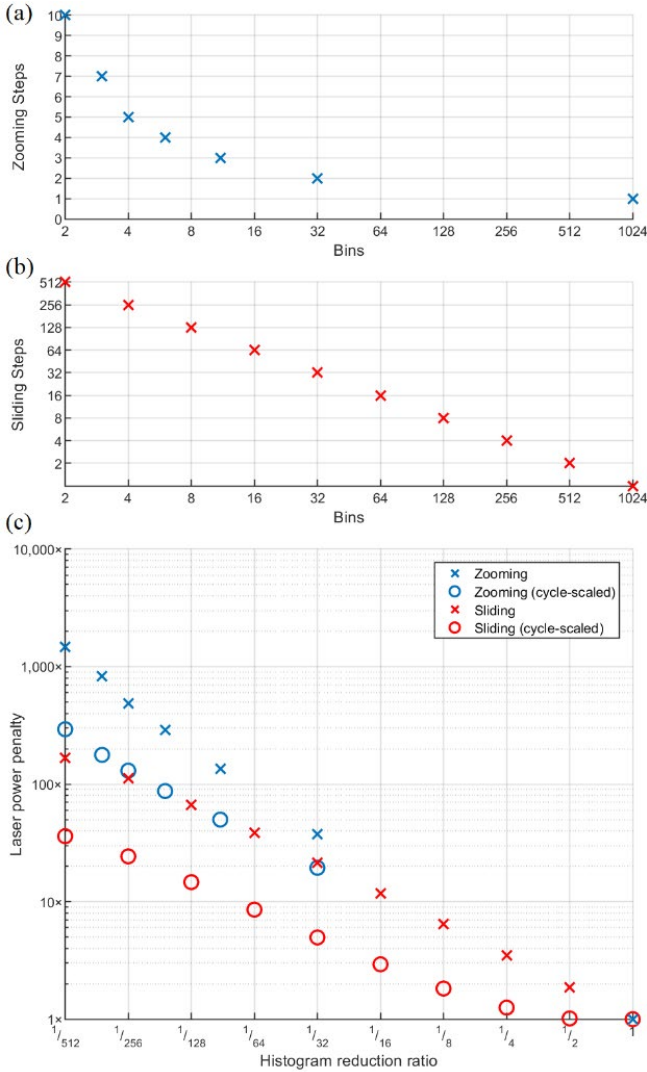 (a)
10
9
8
7
6
5
4
3
2
1
0
Zooming Steps
2 4 8 16 32 64 128 256 512 1024
Bins
(b)
512
256
128
64
32
16
8
4
2
Sliding Steps
2 4 8 16 32 64 128 256 512 1024
Bins
(c)
10,000×
1,000×
100×
10×
1×
Laser power penalty
Zooming
Zooming (cycle-scaled)
Sliding
Sliding (cycle-scaled)
1/512 1/256 1/128 1/64 1/32 1/16 1/8 1/4 1/2 1
Histogram reduction ratio